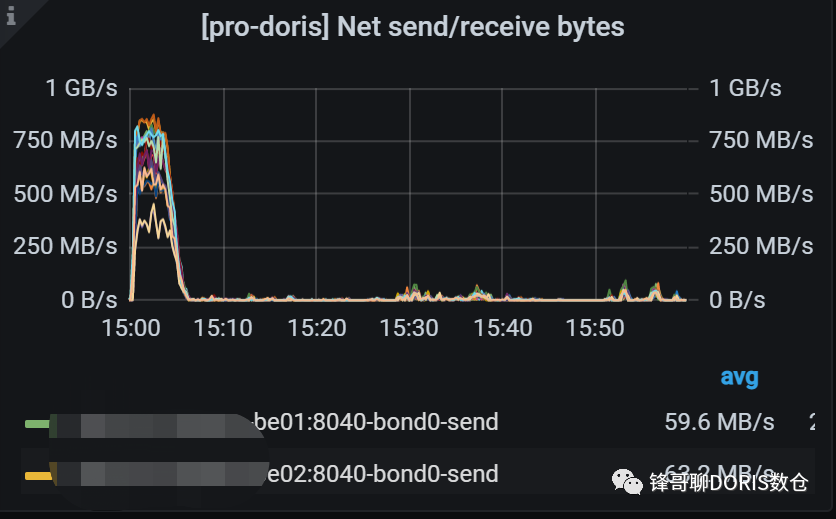 i
[pro-doris] Net send/receive bytes
1 GB/s 1 GB/s
750 MB/s 750 MB/s
500 MB/s 500 MB/s
250 MB/s 250 MB/s
0 B/s 0 B/s
15:00 15:10 15:20 15:30 15:40 15:50
avg
-be01:8040-bond0-send 59.6 MB/s
e02:8040-bond0-send 63.2 MB/s
锋哥聊DORIS数仓